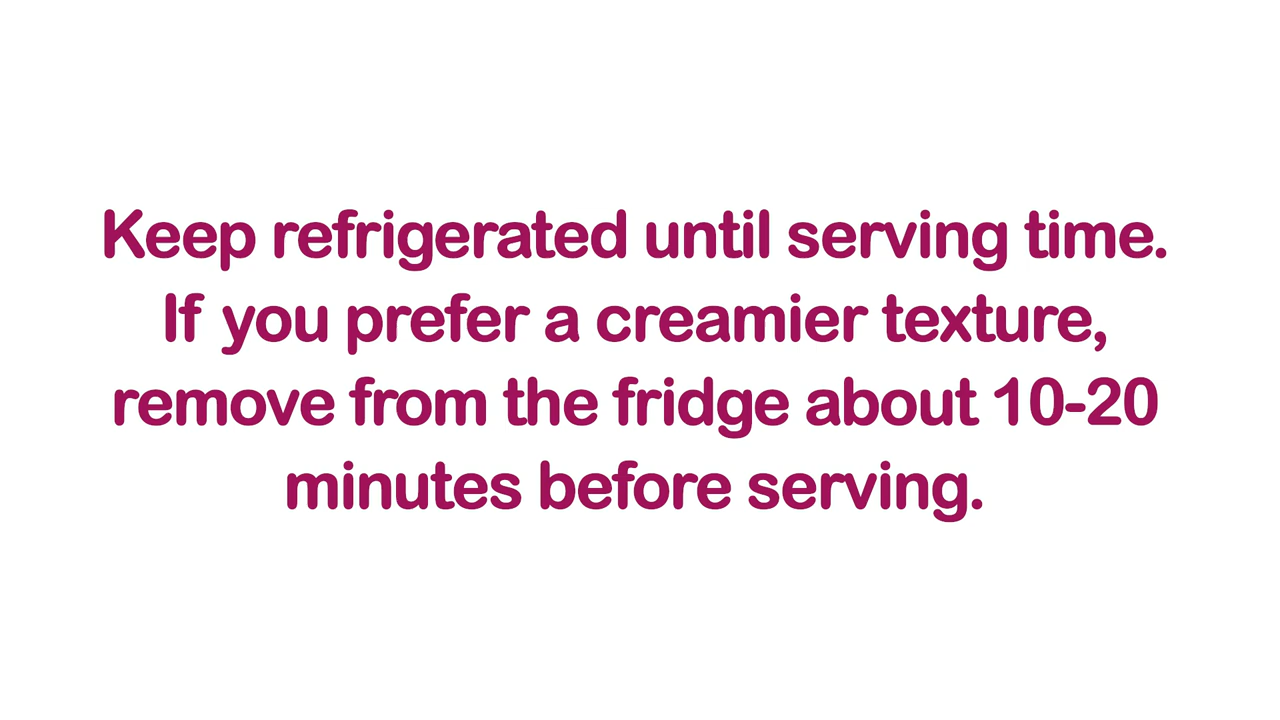 Keep refrigerated until serving time.
If you prefer a creamier texture,
remove from the fridge about 10-20
minutes before serving.